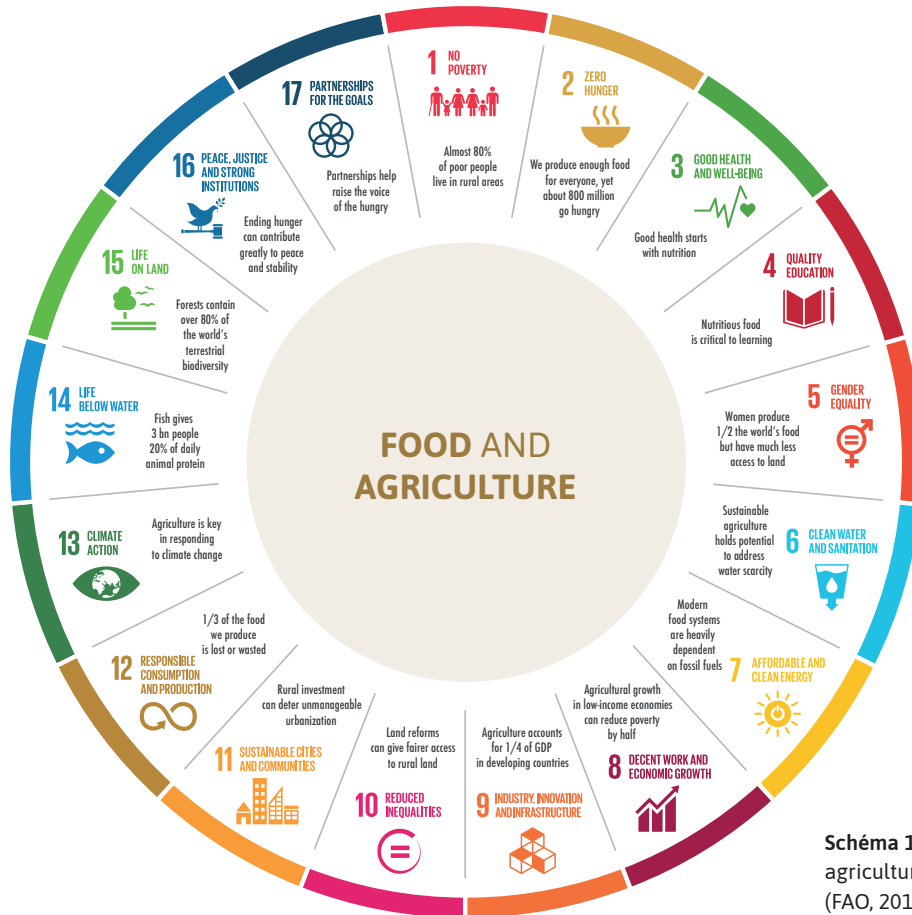 1 NO
POVERTY
Almost 80%
of poor people
live in rural areas
2 ZERO
HUNGER
We produce enough food
for everyone, yet
about 800 million
go hungry
3 GOOD HEALTH
AND WELL-BEING
Good health starts
with nutrition
4 QUALITY
EDUCATION
Nutritious food
is critical to learning
5 GENDER
EQUALITY
Women produce
1/2 the world's food
but have much less
access to land
6 CLEAN WATER
AND SANITATION
Sustainable
agriculture
holds potential
to address
water scarcity
7 AFFORDABLE AND
CLEAN ENERGY
Modern
food systems
are heavily
dependent
on fossil fuels
8 DECENT WORK AND
ECONOMIC GROWTH
Agricultural growth
in low-income economies
can reduce poverty
by half
9 INDUSTRY, INNOVATION
AND INFRASTRUCTURE
Agriculture accounts
for 1/4 of GDP
in developing countries
10 REDUCED
INEQUALITIES
Land reforms
can give fairer access
to rural land
11 SUSTAINABLE CITIES
AND COMMUNITIES
Rural investment
can deter unmanageable
urbanization
12 RESPONSIBLE
CONSUMPTION
AND PRODUCTION
1/3 of the food
we produce
is lost or wasted
13 CLIMATE
ACTION
Agriculture is key
in responding
to climate change
14 LIFE
BELOW WATER
Fish gives
3 bn people
20% of daily
animal protein
15 LIFE
ON LAND
Forests contain
over 80% of
the world's
terrestrial
biodiversity
16 PEACE, JUSTICE
AND STRONG
INSTITUTIONS
Ending hunger
can contribute
greatly to peace
and stability
17 PARTNERSHIPS
FOR THE GOALS
Partnerships help
raise the voice
of the hungry
FOOD AND
AGRICULTURE
Schéma 1
agricultur
(FAO, 201